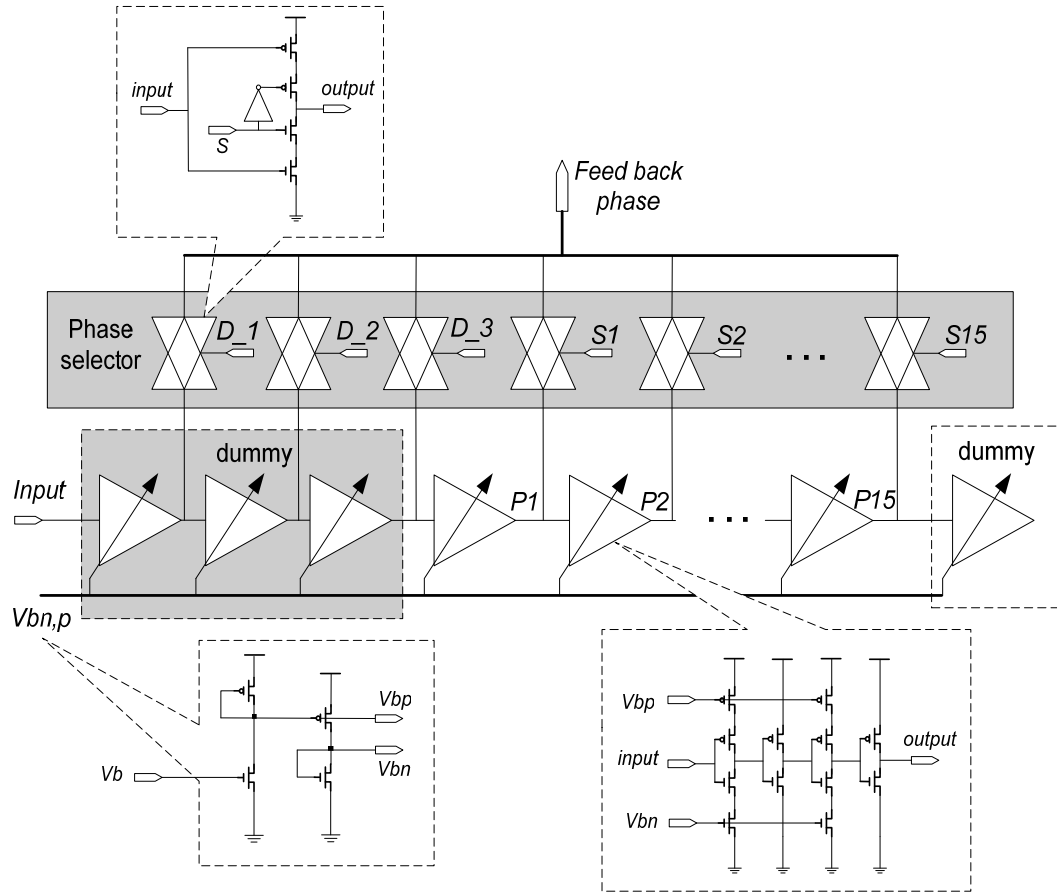 input
output
S
Feed back
phase
Phase
selector
D_1
D_2
D_3
S1
S2
...
S15
dummy
dummy
Input
P1
P2
...
P15
Vbn,p
Vbp
Vbn
Vb
Vbp
input
output
Vbn